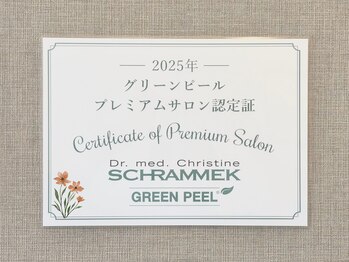 2025年
グリーンピール
プレミアムサロン認定証
Certificate of Premium Salon
Dr. med. Christine
SCHRAMMEK
GREEN PEEL®